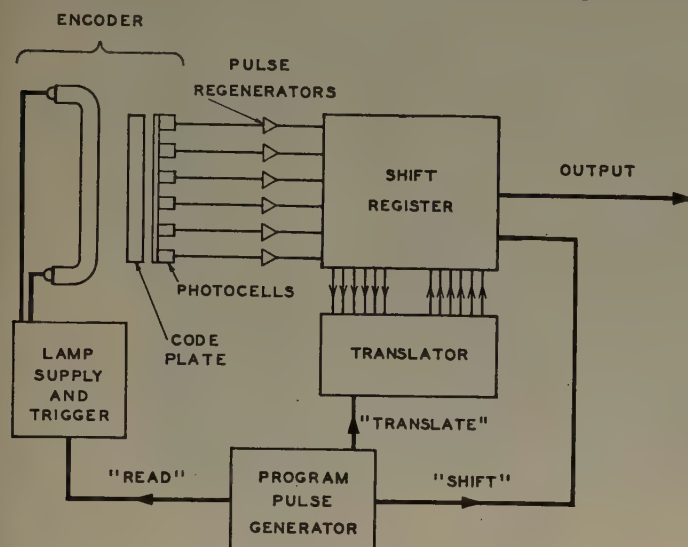 ENCODER
PULSE
REGENERATORS
SHIFT
REGISTER
OUTPUT
PHOTOCELLS
CODE
PLATE
LAMP
SUPPLY
AND
TRIGGER
TRANSLATOR
"TRANSLATE"
"READ"
PROGRAM
PULSE
GENERATOR
"SHIFT"